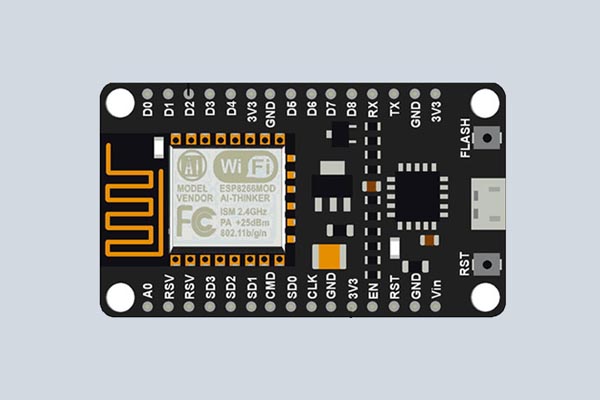 D0 D1 D2 D3 D4 3V3 GND D5 D6 D7 D8 RX TX GND 3V3
FLASH
Ai WiFi
MODEL ESP8266MOD
VENDOR AI-THINKER
FC ISM 2.4GHz
PA +25dBm
802.11b/g/n
RST
A0 RSV RSV SD3 SD2 SD1 CMD SD0 CLK GND 3V3 EN RST GND Vin